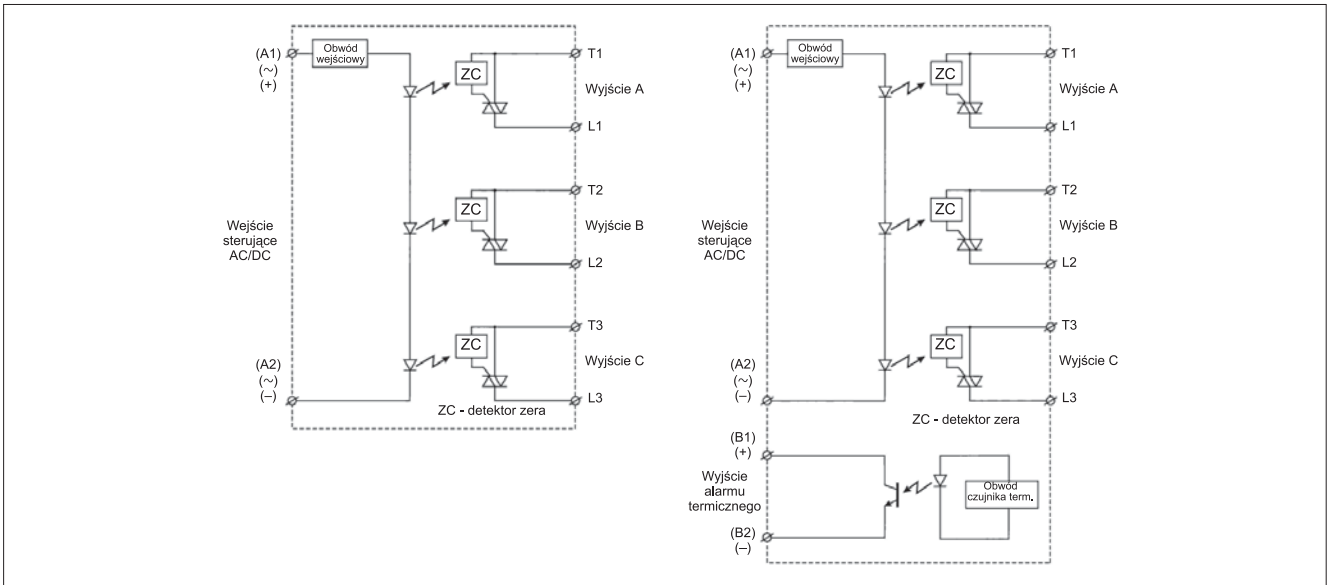 (A1)
(~)
(+)
Obwód
wejściowy
ZC
T1
Wyjście A
L1
Wejście
sterujące
AC/DC
ZC
T2
Wyjście B
L2
(A2)
(~)
(–)
ZC
T3
Wyjście C
L3
ZC - detektor zera
(A1)
(~)
(+)
Obwód
wejściowy
ZC
T1
Wyjście A
L1
Wejście
sterujące
AC/DC
ZC
T2
Wyjście B
L2
(A2)
(~)
(–)
ZC
T3
Wyjście C
L3
ZC - detektor zera
(B1)
(+)
Wyjście
alarmu
termicznego
(B2)
(–)
Obwód
czujnika term.